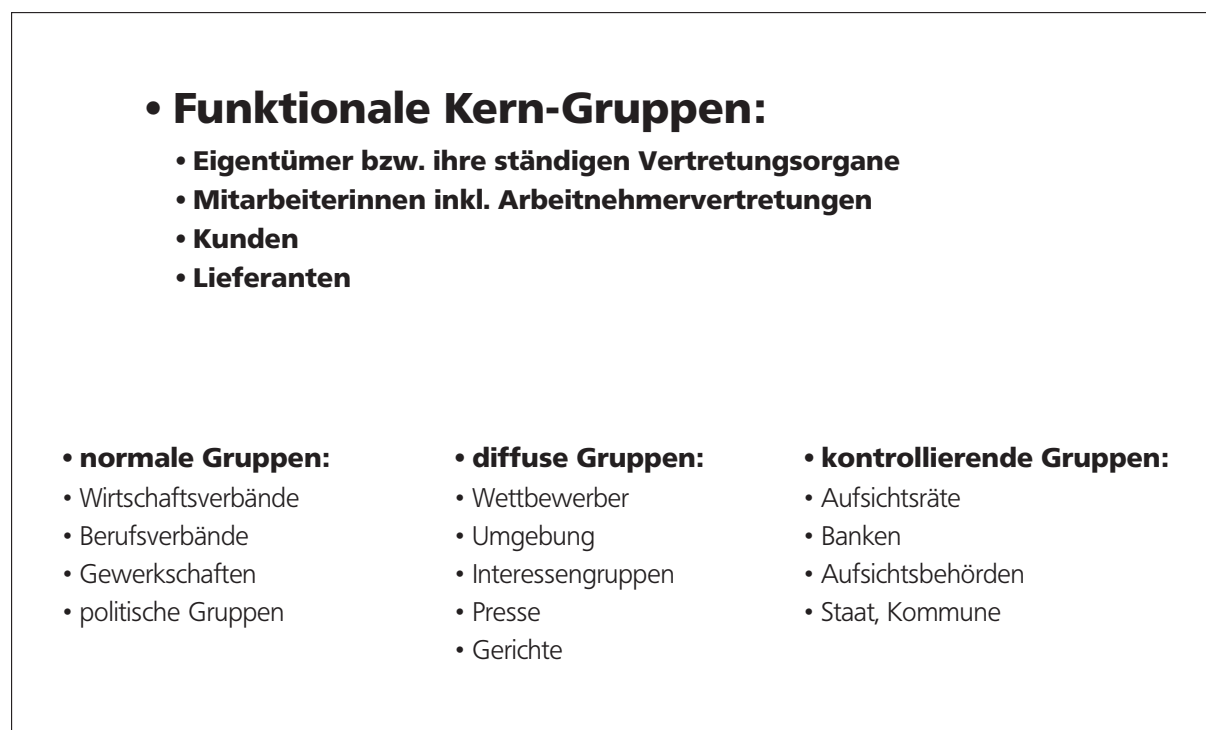 • Funktionale Kern-Gruppen:
• Eigentümer bzw. ihre ständigen Vertretungsorgane
• Mitarbeiterinnen inkl. Arbeitnehmervertretungen
• Kunden
• Lieferanten
• normale Gruppen:
• Wirtschaftsverbände
• Berufsverbände
• Gewerkschaften
• politische Gruppen
• diffuse Gruppen:
• Wettbewerber
• Umgebung
• Interessengruppen
• Presse
• Gerichte
• kontrollierende Gruppen:
• Aufsichtsräte
• Banken
• Aufsichtsbehörden
• Staat, Kommune